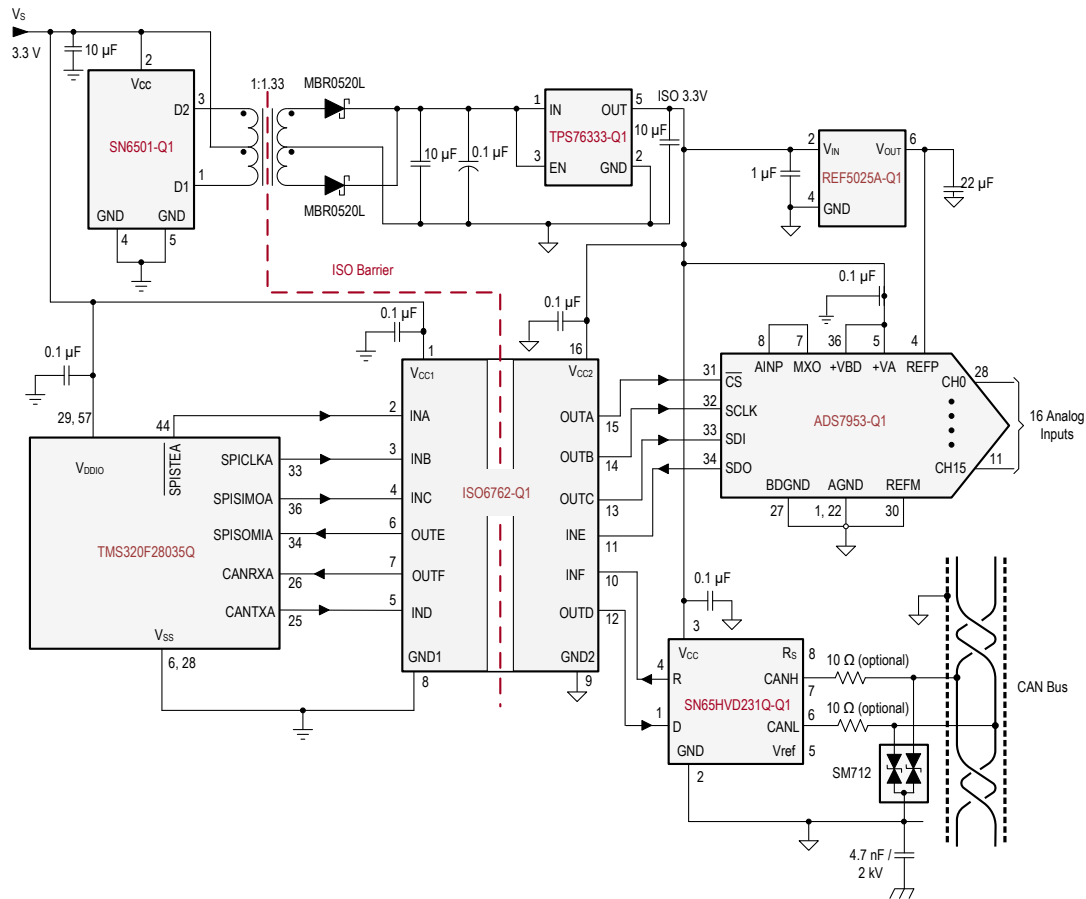 Vs
3.3 V
10 µF
2
Vcc
D2
3
SN6501-Q1
D1
1
GND
GND
4
5
1:1.33
MBR0520L
MBR0520L
10 µF
0.1 µF
1
IN
OUT
5
TPS76333-Q1
3
EN
GND
2
ISO 3.3V
10 µF
2
VIN
VOUT
6
REF5025A-Q1
1 µF
4
GND
22 µF
ISO Barrier
0.1 µF
0.1 µF
0.1 µF
0.1 µF
29, 57
44
VDDIO
SPISTEA
SPICLKA
33
SPISIMOA
36
SPISOMIA
34
TMS320F28035Q
CANRXA
26
CANTXA
25
VSS
6, 28
1
VCC1
2
INA
3
INB
4
INC
6
OUTE
7
OUTF
5
IND
GND1
8
ISO6762-Q1
16
VCC2
OUTA
15
OUTB
14
OUTC
13
INE
11
INF
10
OUTD
12
GND2
9
8
7
36
5
4
AINP
MXO
+VBD
+VA
REFP
31
CS
32
SCLK
33
SDI
34
SDO
ADS7953-Q1
CH0
28
CH15
11
16 Analog
Inputs
BDGND
AGND
REFM
27
1, 22
30
0.1 µF
3
VCC
RS
8
4
R
CANH
7
SN65HVD231Q-Q1
1
D
CANL
6
GND
Vref
5
2
10 Ω (optional)
10 Ω (optional)
SM712
CAN Bus
4.7 nF /
2 kV